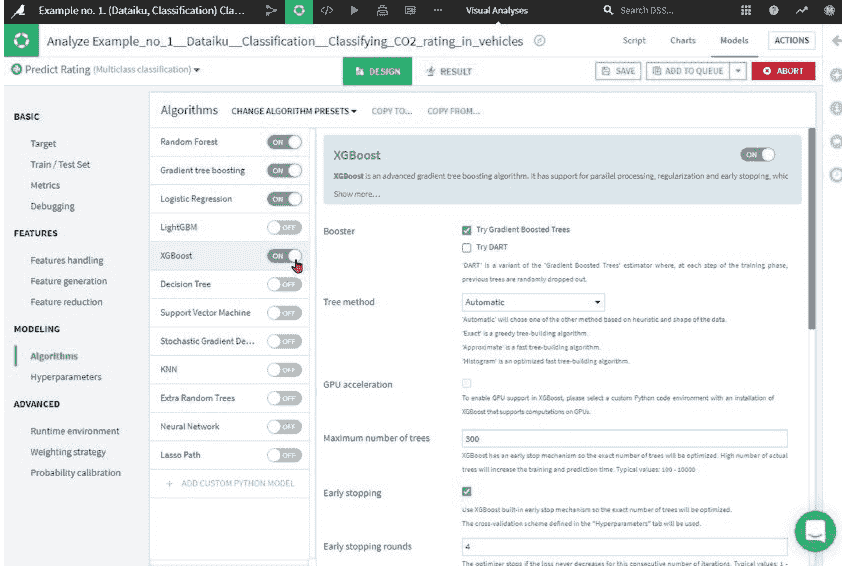 Example no. 1. (Dataiku, Classification) Cla... Visual Analyses Search DSS...
Analyze Example_no_1__Dataiku__Classification__Classifying_CO2_rating_in_vehicles Script Charts Models ACTIONS
Predict Rating (Multiclass classification) DESIGN RESULT SAVE ADD TO QUEUE ABORT
BASIC
Target
Train / Test Set
Metrics
Debugging
FEATURES
Features handling
Feature generation
Feature reduction
MODELING
Algorithms
Hyperparameters
ADVANCED
Runtime environment
Weighting strategy
Probability calibration
Algorithms CHANGE ALGORITHM PRESETS COPY TO... COPY FROM...
Random Forest ON
Gradient tree boosting ON
Logistic Regression ON
LightGBM OFF
XGBoost ON
Decision Tree OFF
Support Vector Machine OFF
Stochastic Gradient De... OFF
KNN OFF
Extra Random Trees OFF
Neural Network OFF
Lasso Path OFF
+ ADD CUSTOM PYTHON MODEL
XGBoost ON
XGBoost is an advanced gradient tree boosting algorithm. It has support for parallel processing, regularization and early stopping, whic
Show more...
Booster
Try Gradient Boosted Trees
Try DART
'DART' is a variant of the 'Gradient Boosted Trees' estimator where, at each step of the training phase,
previous trees are randomly dropped out.
Tree method
Automatic
'Automatic' will chose one of the other method based on heuristic and shape of the data.
'Exact' is a greedy tree-building algorithm.
'Approximate' is a fast tree-building algorithm.
'Histogram' is an optimized fast tree-building algorithm.
GPU acceleration
To enable GPU support in XGBoost, please select a custom Python code environment with an installation of
XGBoost that supports computations on GPUs.
Maximum number of trees
300
XGBoost has an early stop mechanism so the exact number of trees will be optimized. High number of actual
trees will increase the training and prediction time. Typical values: 100 - 10000
Early stopping
Use XGBoost built-in early stop mechanism so the exact number of trees will be optimized.
The cross-validation scheme defined in the "Hyperparameters" tab will be used.
Early stopping rounds
4
The optimizer stops if the loss never decreases for this consecutive number of iterations. Typical values: 1 -